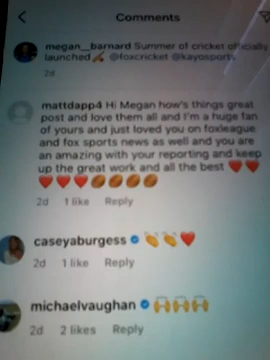 Comments
megan__barnard Summer of cricket officially
launched🏏 @foxcricket @kayosports
2d
mattdapp4 Hi Megan how's things great
post and love them all and I'm a huge fan
of yours and just loved you on foxleague
and fox sports news as well and you are
an amazing with your reporting and keep
up the great work and all the best ❤️❤️
❤️❤️❤️🏉🏉🏉🏉
2d 1 like Reply
caseyaburgess 👏👏❤️
2d 1 like Reply
michaelvaughan 🙌🙌🙌
2d 2 likes Reply